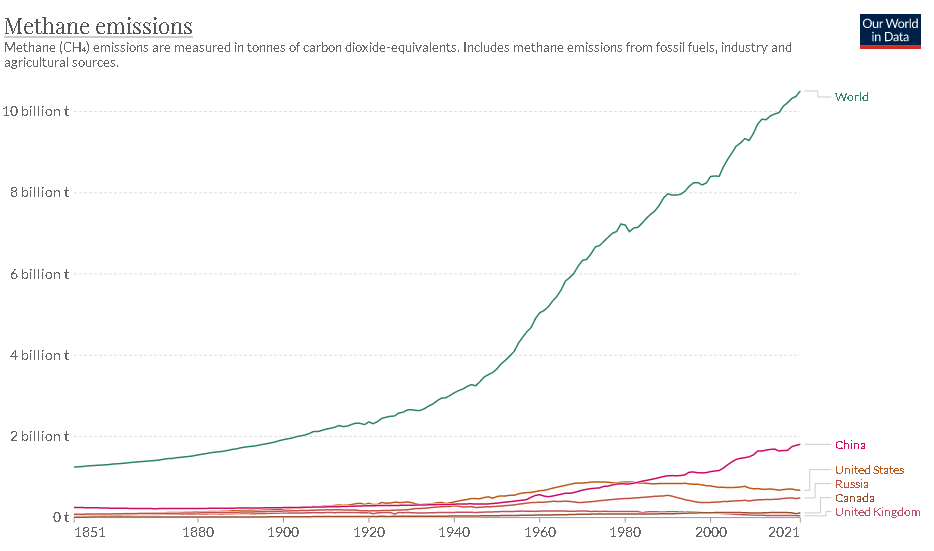 Methane emissions
Methane (CH₄) emissions are measured in tonnes of carbon dioxide-equivalents. Includes methane emissions from fossil fuels, industry and
agricultural sources.
Our World
in Data
10 billion t
8 billion t
6 billion t
4 billion t
2 billion t
0 t
World
China
United States
Russia
Canada
United Kingdom
1851 1880 1900 1920 1940 1960 1980 2000 2021